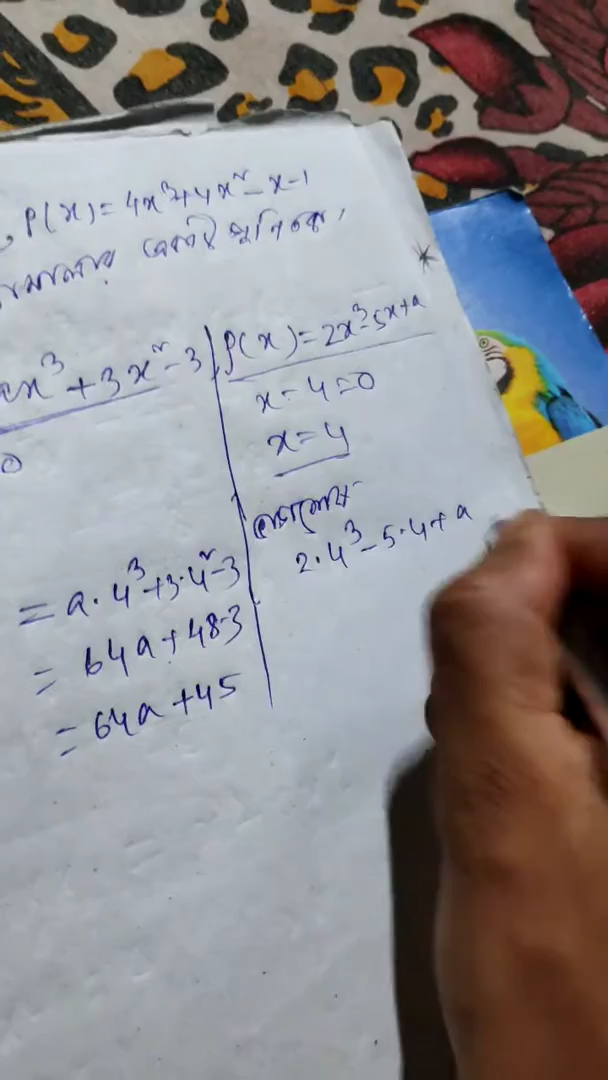 P(x) = 4x³+4x² - x-1
x³ + 3x² - 3
0
= a. 4³ +3.4² -3
= 64a + 48-3
= 64a + 45
P(x) = 2x³-5x+a
x-4=0
x=4
2.4³ - 5.4 + a